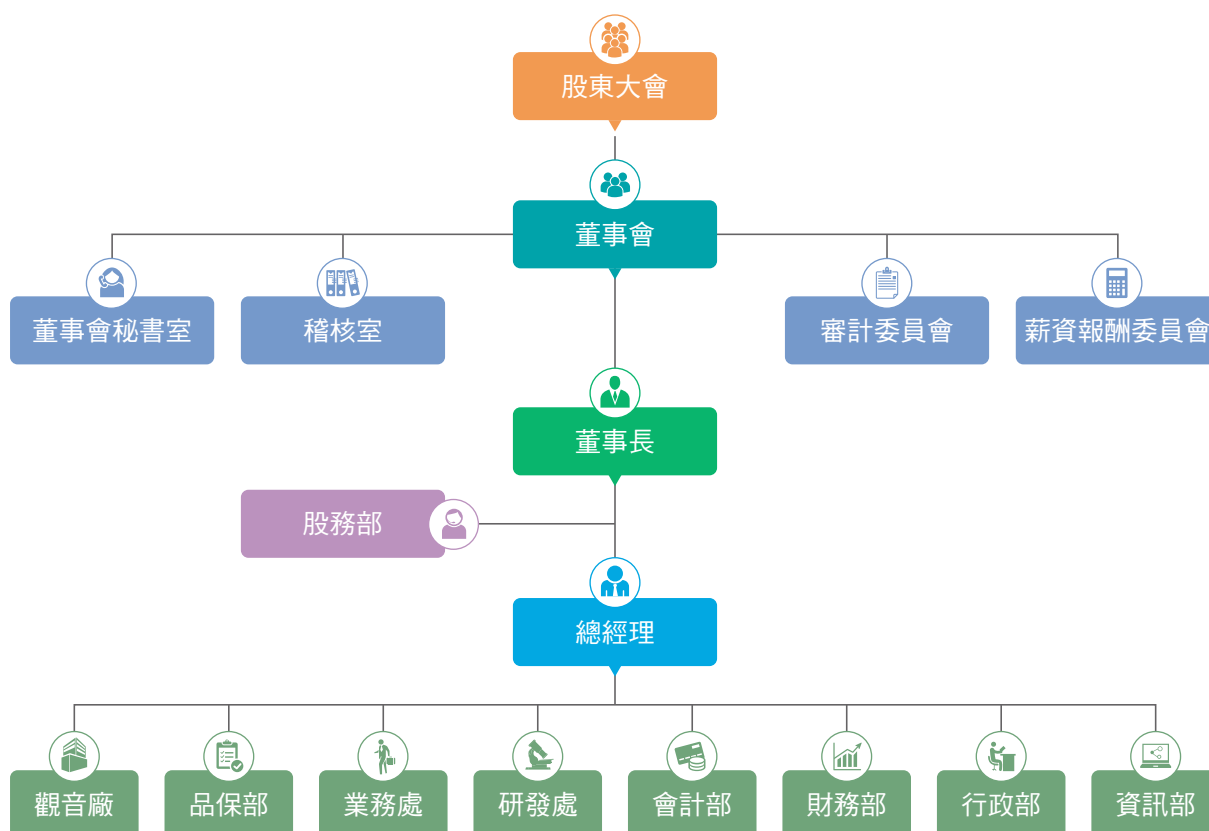 股東大會
董事會
董事會秘書室
稽核室
審計委員會
薪資報酬委員會
董事長
股務部
總經理
觀音廠
品保部
業務處
研發處
會計部
財務部
行政部
資訊部